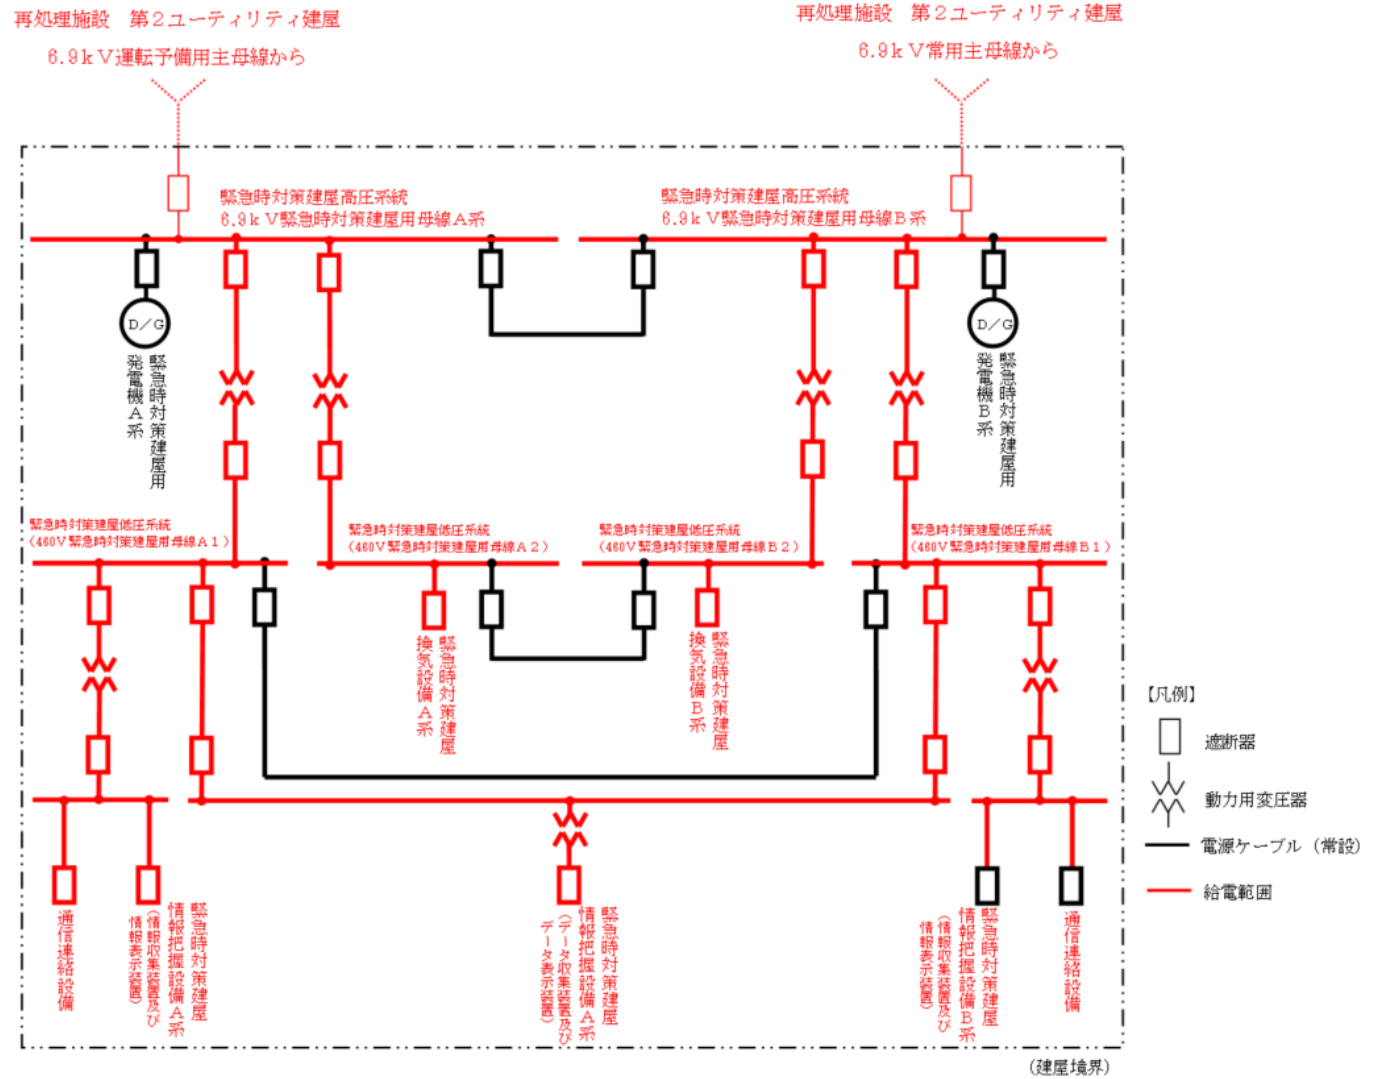 再処理施設　第２ユーティリティ建屋
6.9ｋＶ運転予備用主母線から
再処理施設　第２ユーティリティ建屋
6.9ｋＶ常用主母線から
緊急時対策建屋高圧系統
6.9ｋＶ緊急時対策建屋用母線Ａ系
緊急時対策建屋高圧系統
6.9ｋＶ緊急時対策建屋用母線Ｂ系
D／G
緊急時対策建屋用
発電機Ａ系
D／G
緊急時対策建屋用
発電機Ｂ系
緊急時対策建屋低圧系統
（460Ｖ緊急時対策建屋用母線Ａ１）
緊急時対策建屋低圧系統
（460Ｖ緊急時対策建屋用母線Ａ２）
緊急時対策建屋低圧系統
（460Ｖ緊急時対策建屋用母線Ｂ２）
緊急時対策建屋低圧系統
（460Ｖ緊急時対策建屋用母線Ｂ１）
緊急時対策建屋
換気設備Ａ系
緊急時対策建屋
換気設備Ｂ系
【凡例】
遮断器
動力用変圧器
電源ケーブル（常設）
給電範囲
通信連絡設備
緊急時対策建屋
情報把握設備Ａ系
（情報収集装置及び
情報表示装置）
緊急時対策建屋
情報把握設備Ａ系
（データ収集装置及び
データ表示装置）
緊急時対策建屋
情報把握設備Ｂ系
（情報収集装置及び
情報表示装置）
通信連絡設備
（建屋境界）